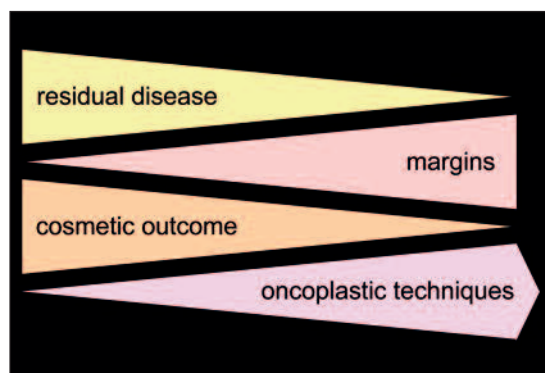 residual disease
margins
cosmetic outcome
oncoplastic techniques